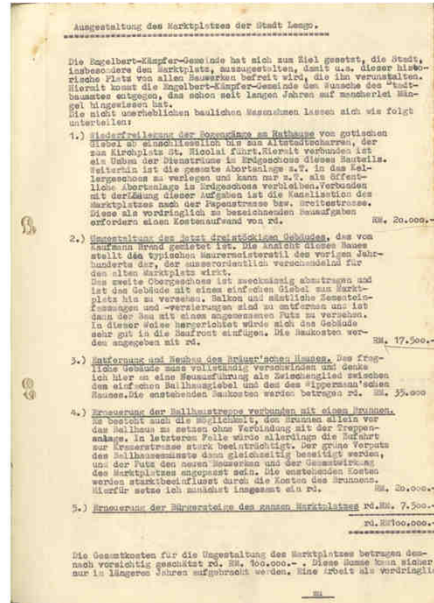 Ausgestaltung des Marktplatzes der Stadt Lemgo.
Die Engelbert-Kämpfer-Gemeinde hat sich zum Ziel gesetzt, die Stadt,
insbesondere den Marktplatz, auszugestalten, damit u.a. dieser histo-
rische Platz von allen Bauwerken befreit wird, die ihn verunstalten.
Hiermit kommt die Engelbert-Kämpfer-Gemeinde dem Wunsche des Stadt-
bauamtes entgegen, das schon seit langen Jahren auf mancherlei Män-
gel hingewiesen hat.
Die nicht unerheblichen baulichen Massnahmen lassen sich wie folgt
unterteilen:
1.) Wiederfreilegung der Bogengänge am Rathause von gotischen
Giebel ab einschliesslich bis zum Altstadtscharren, der
zum Kirchplatz St. Nicolai führt. Hiermit verbunden ist
ein Umbau der Diensträume im Erdgeschoss dieses Bauteils.
Weiterhin ist die gesamte Abortanlage z.T. in das Kel-
lergeschoss zu verlegen und kann nur z.T. als öffent-
liche Abortanlage im Erdgeschoss verbleiben. Verbunden
mit der Lösung dieser Aufgaben ist die Kanalisation des
Marktplatzes nach der Papenstrasse bzw. Breitestrasse.
Diese als vordringlich zu bezeichnenden Bauaufgaben
erfordern einen Kostenaufwand von rd. RM. 20.000.-
2.) Umgestaltung des jetzt dreistöckigen Gebäudes, das von
Kaufmann Brand gemietet ist. Die Ansicht dieses Baues
stellt den typischen Maurermeisterstil des vorigen Jahr-
hunderts dar, der ausserordentlich verschandelnd für
den alten Marktplatz wirkt.
Das zweite Obergeschoss ist zweckmässig abzutragen und
ist das Gebäude mit einem einfachen Giebel zum Markt-
platz hin zu versehen. Balkon und sämtliche Zementein-
fassungen und -verzierungen sind zu entfernen und ist
dann der Bau mit einem angemessenen Putz zu versehen.
In dieser Weise hergerichtet würde sich das Gebäude
sehr gut in die Baufront einfügen. Die Baukosten wer-
den angegeben mit rd. RM. 17.500.-
3.) Entfernung und Neubau des Kräuer'schen Hauses. Das frag-
liche Gebäude muss vollständig verschwinden und denke
ich hier an eine Neuausführung als Zwischenglied zwischen
dem einfachen Ballhausgiebel und dem des Wippermann'schen
Hauses. Die enstehenden Baukosten werden betragen rd. RM. 35.000
4.) Erneuerung der Ballhaustreppe verbunden mit einem Brunnen.
Es besteht auch die Möglichkeit, den Brunnen allein vor
das Ballhaus zu setzen ohne Verbindung mit der Treppen-
anlage. In letzterem Falle würde allerdings die Zufahrt
zur Kramerstrasse stark beeinträchtigt. Der graue Verputz
des Ballhauses müsste dann gleichzeitig beseitigt werden,
und der Putz den neuen Bauwerken und der Gesamtwirkung
des Marktplatzes angepasst sein. Die enstehenden Kosten
werden stark beeinflusst durch die Kosten des Brunnens.
Hierfür setze ich zunächst insgesamt ein rd. RM. 20.000.-
5.) Erneuerung der Bürgersteige des ganzen Marktplatzes rd. RM. 7.500.-
rd. RM 100.000.-
Die Gesamtkosten für die Umgestaltung des Marktplatzes betragen dem-
nach vorsichtig geschätzt rd. RM. 100.000.- . Diese Summe kann sicher
nur in längeren Jahren aufgebracht werden. Eine Arbeit als vordringlic